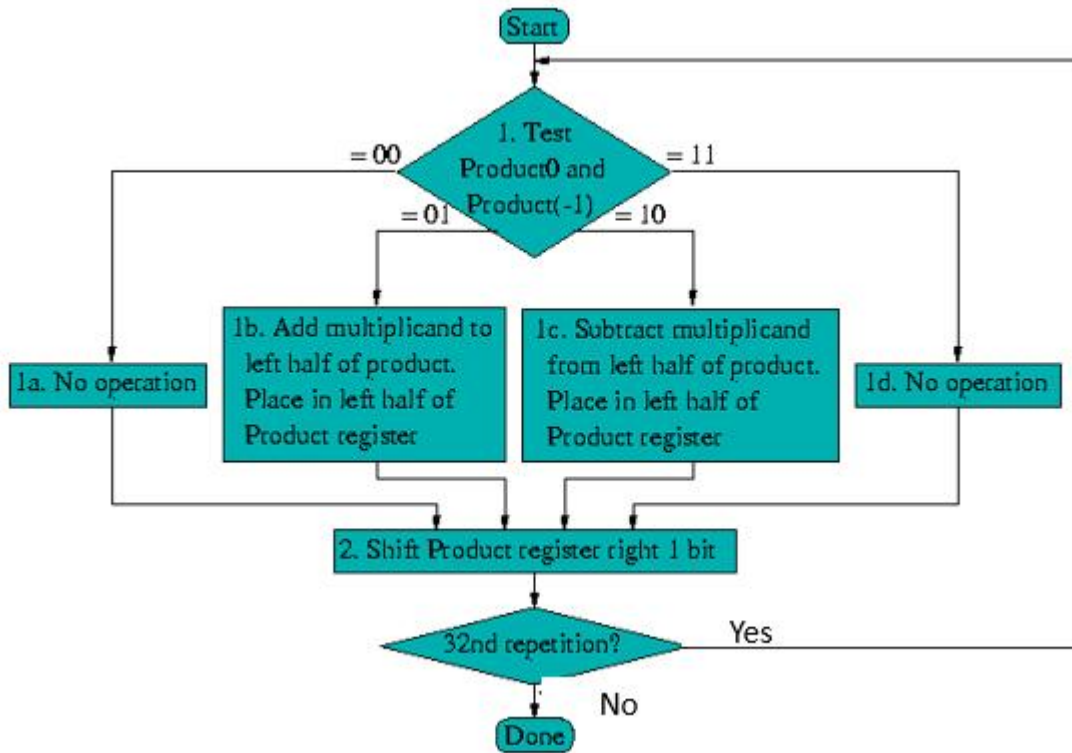 Start
1. Test
Product0 and
Product(-1)
= 00
= 11
= 01
= 10
1a. No operation
1b. Add multiplicand to
left half of product.
Place in left half of
Product register
1c. Subtract multiplicand
from left half of product.
Place in left half of
Product register
1d. No operation
2. Shift Product register right 1 bit
32nd repetition?
Yes
No
Done